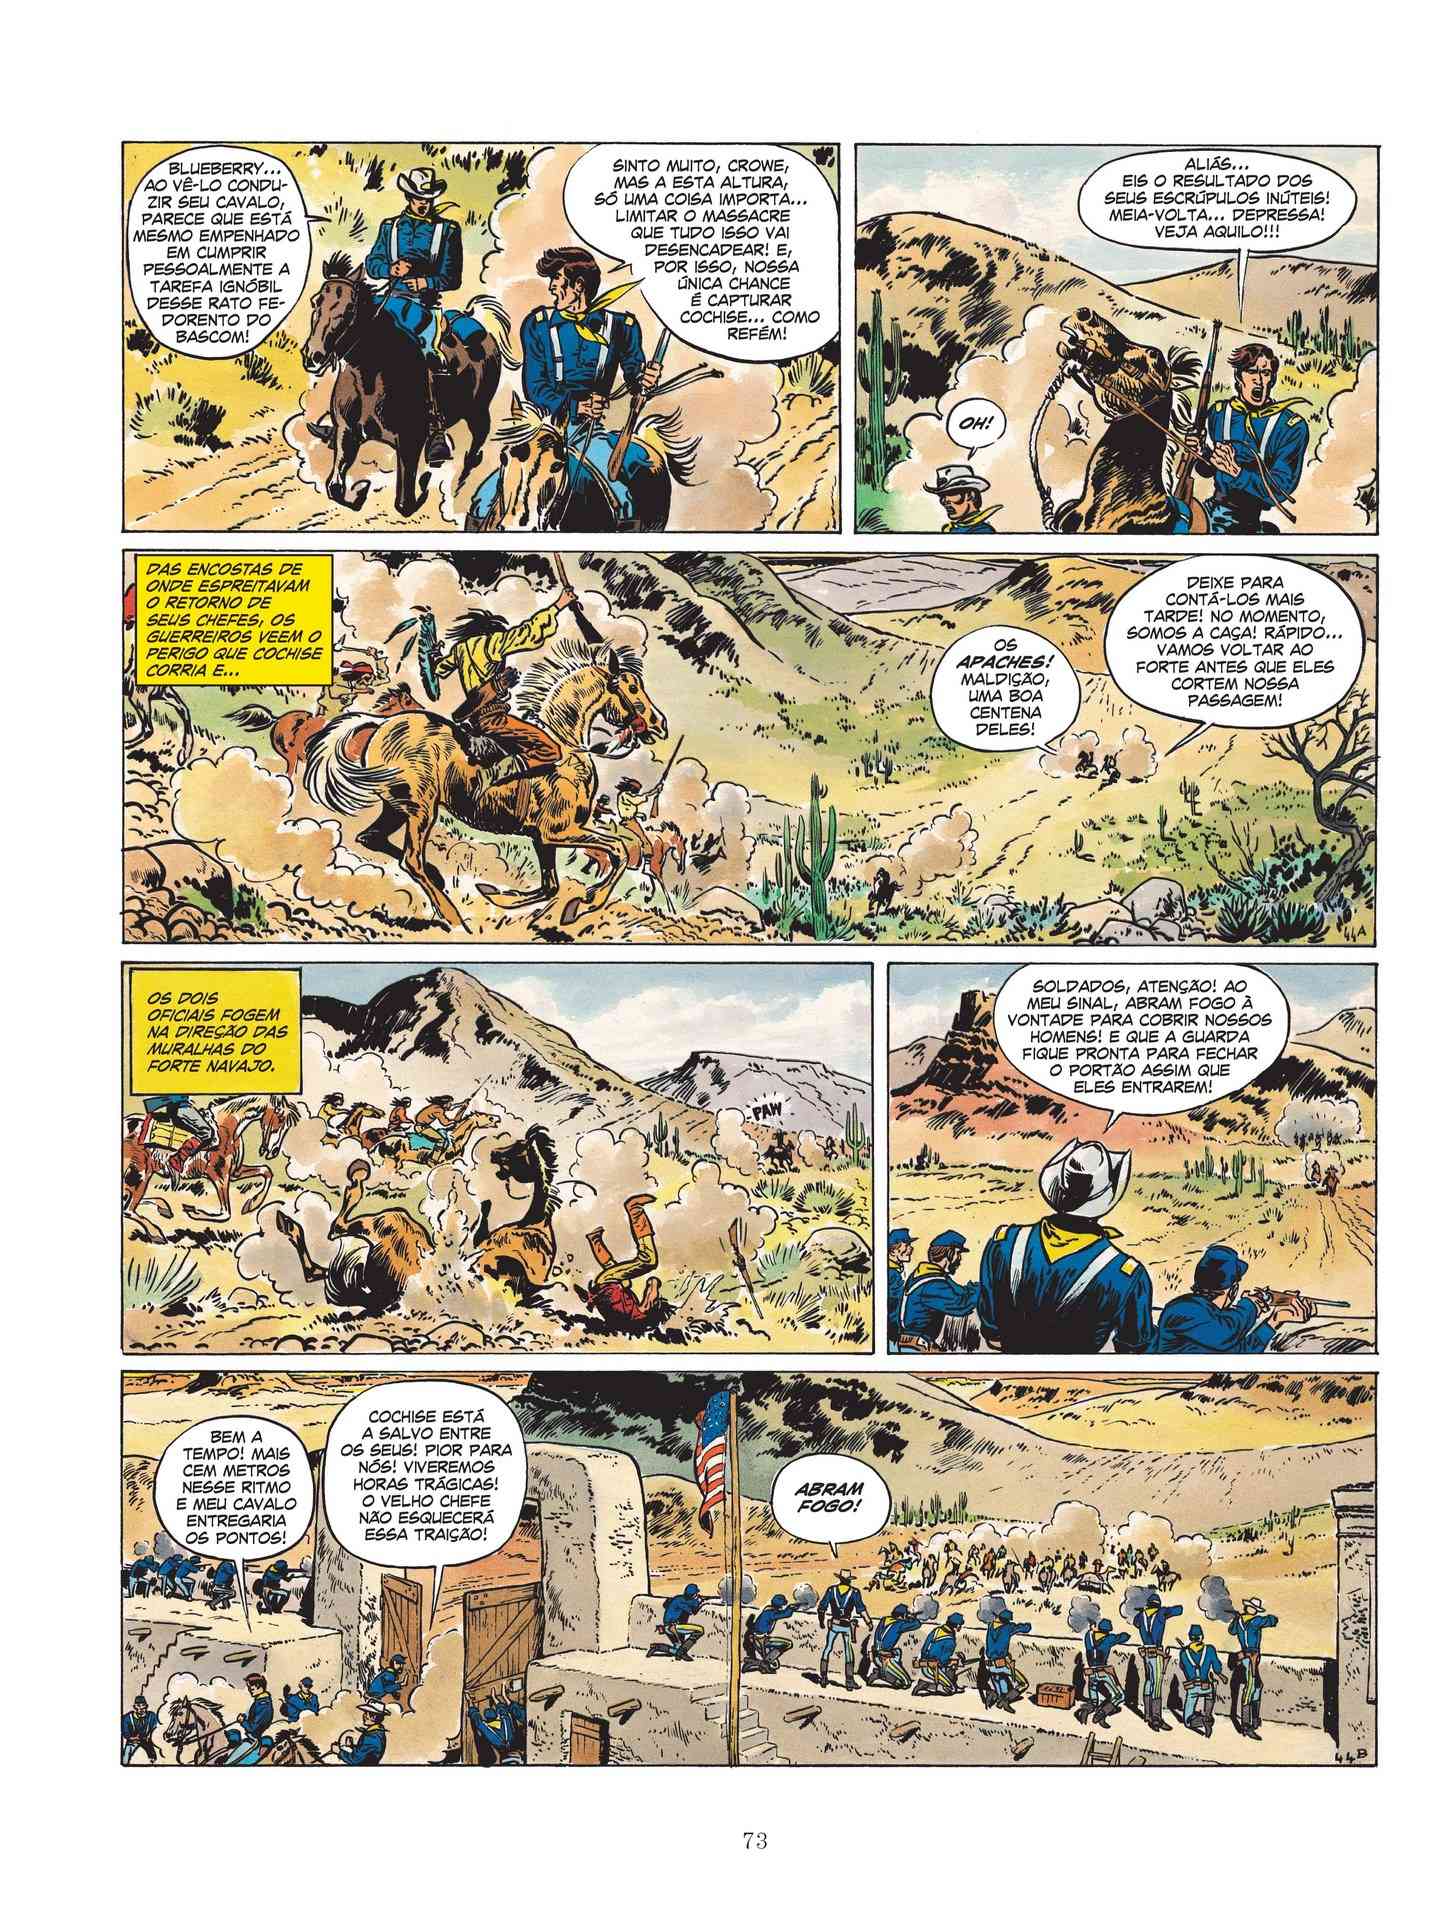 BLUEBERRY...
AO VÊ-LO CONDU-
ZIR SEU CAVALO,
PARECE QUE ESTÁ
MESMO EMPENHADO
EM CUMPRIR
PESSOALMENTE A
TAREFA IGNÓBIL
DESSE RATO FE-
DORENTO DO
BASCOM!
SINTO MUITO, CROWE,
MAS A ESTA ALTURA,
SÓ UMA COISA IMPORTA...
LIMITAR O MASSACRE
QUE TUDO ISSO VAI
DESENCADEAR! E,
POR ISSO, NOSSA
ÚNICA CHANCE
É CAPTURAR
COCHISE... COMO
REFÉM!
ALIÁS...
EIS O RESULTADO DOS
SEUS ESCRÚPULOS INÚTEIS!
MEIA-VOLTA... DEPRESSA!
VEJA AQUILO!!!
OH!
DAS ENCOSTAS DE
ONDE ESPREITAVAM
O RETORNO DE
SEUS CHEFES, OS
GUERREIROS VEEM O
PERIGO QUE COCHISE
CORRIA E...
OS
APACHES!
MALDIÇÃO,
UMA BOA
CENTENA
DELES!
DEIXE PARA
CONTÁ-LOS MAIS
TARDE! NO MOMENTO,
SOMOS A CAÇA! RÁPIDO...
VAMOS VOLTAR AO
FORTE ANTES QUE ELES
CORTEM NOSSA
PASSAGEM!
44A
OS DOIS
OFICIAIS FOGEM
NA DIREÇÃO DAS
MURALHAS DO
FORTE NAVAJO.
PAW
SOLDADOS, ATENÇÃO! AO
MEU SINAL, ABRAM FOGO À
VONTADE PARA COBRIR NOSSOS
HOMENS! E QUE A GUARDA
FIQUE PRONTA PARA FECHAR
O PORTÃO ASSIM QUE
ELES ENTRAREM!
BEM A
TEMPO! MAIS
CEM METROS
NESSE RITMO
E MEU CAVALO
ENTREGARIA
OS PONTOS!
COCHISE ESTÁ
A SALVO ENTRE
OS SEUS! PIOR PARA
NÓS! VIVEREMOS
HORAS TRÁGICAS!
O VELHO CHEFE
NÃO ESQUECERÁ
ESSA TRAIÇÃO!
ABRAM
FOGO!
44B
73